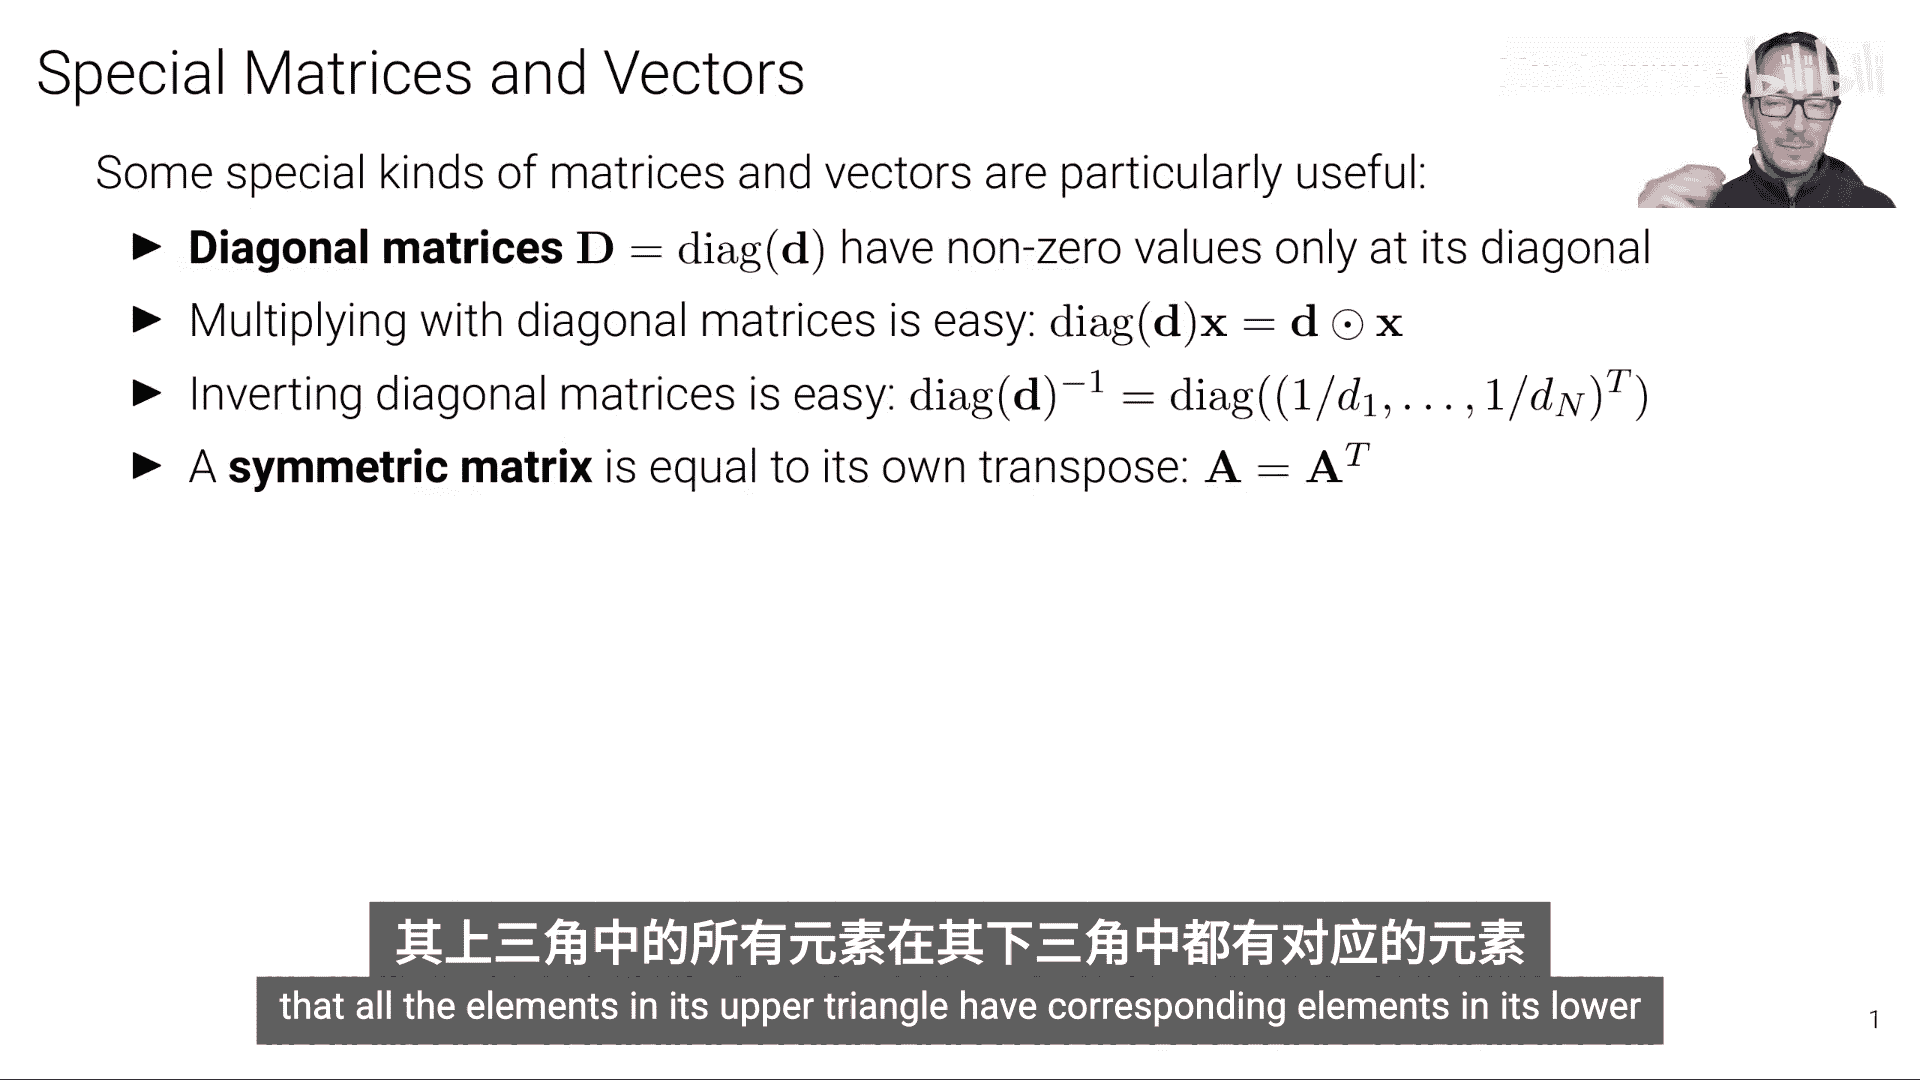 Special Matrices and Vectors
bilibili
Some special kinds of matrices and vectors are particularly useful:
▶ Diagonal matrices D = diag(d) have non-zero values only at its diagonal
▶ Multiplying with diagonal matrices is easy: diag(d)x = d ⊙ x
▶ Inverting diagonal matrices is easy: diag(d)⁻¹ = diag((1/d₁, . . . , 1/d_N)ᵀ)
▶ A symmetric matrix is equal to its own transpose: A = Aᵀ
其上三角中的所有元素在其下三角中都有对应的元素
that all the elements in its upper triangle have corresponding elements in its lower
1